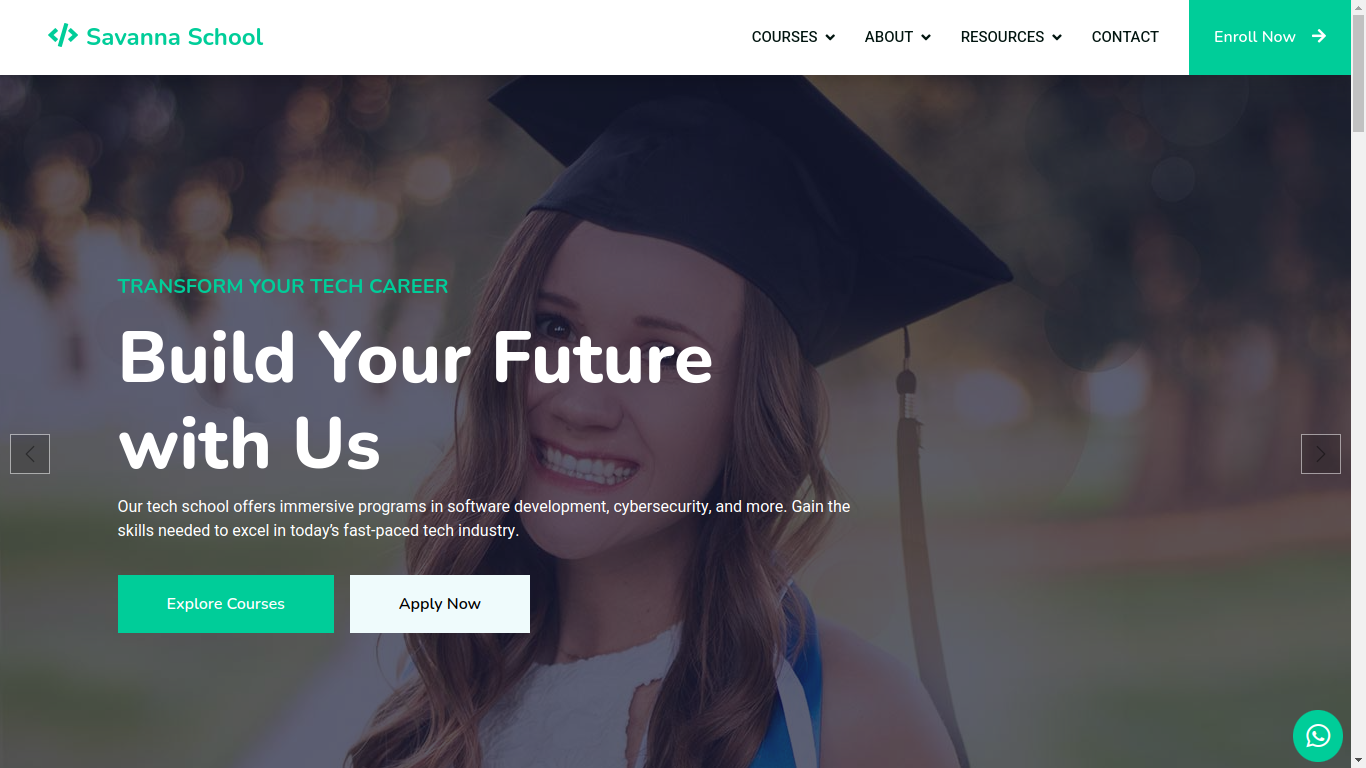 Savanna School
COURSES
ABOUT
RESOURCES
CONTACT
Enroll Now
TRANSFORM YOUR TECH CAREER
Build Your Future
with Us
Our tech school offers immersive programs in software development, cybersecurity, and more. Gain the
skills needed to excel in today's fast-paced tech industry.
Explore Courses
Apply Now